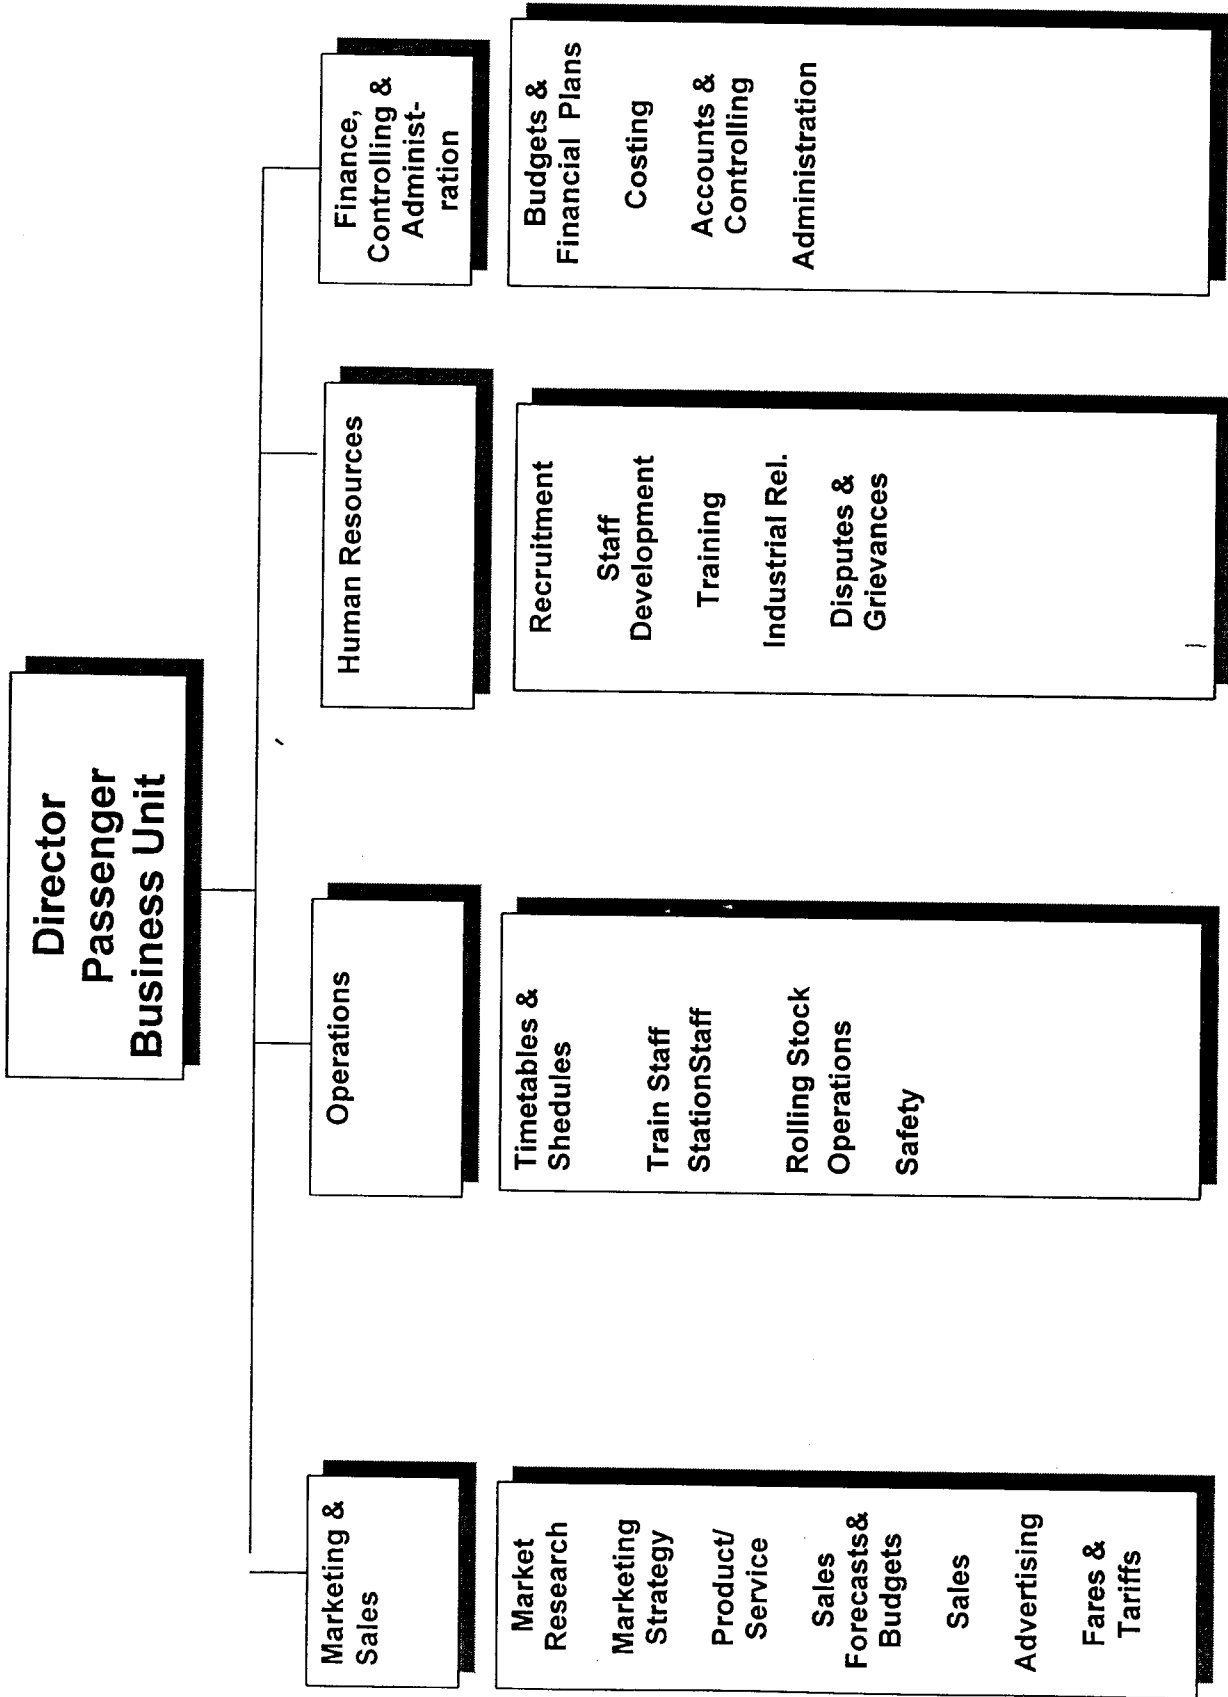 Director
Passenger
Business Unit
Marketing &
Sales
Operations
Human Resources
Finance,
Controlling &
Administ-
ration
Market
Research
Marketing
Strategy
Product/
Service
Sales
Forecasts&
Budgets
Sales
Advertising
Fares &
Tariffs
Timetables &
Shedules
Train Staff
StationStaff
Rolling Stock
Operations
Safety
Recruitment
Staff
Development
Training
Industrial Rel.
Disputes &
Grievances
Budgets &
Financial Plans
Costing
Accounts &
Controlling
Administration